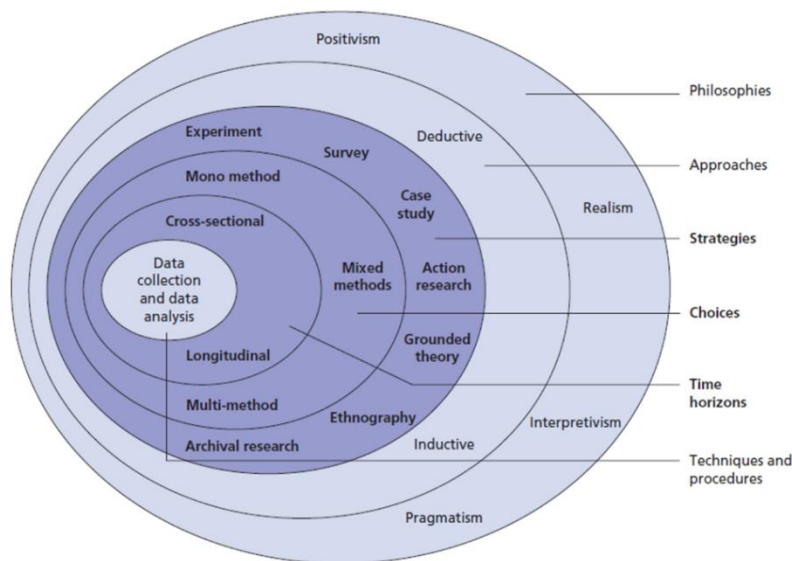 Positivism
Philosophies
Experiment
Deductive
Survey
Approaches
Mono method
Case
study
Realism
Cross-sectional
Strategies
Data
collection
and data
analysis
Mixed
methods
Action
research
Choices
Grounded
theory
Longitudinal
Time
horizons
Multi-method
Ethnography
Interpretivism
Archival research
Inductive
Techniques and
procedures
Pragmatism